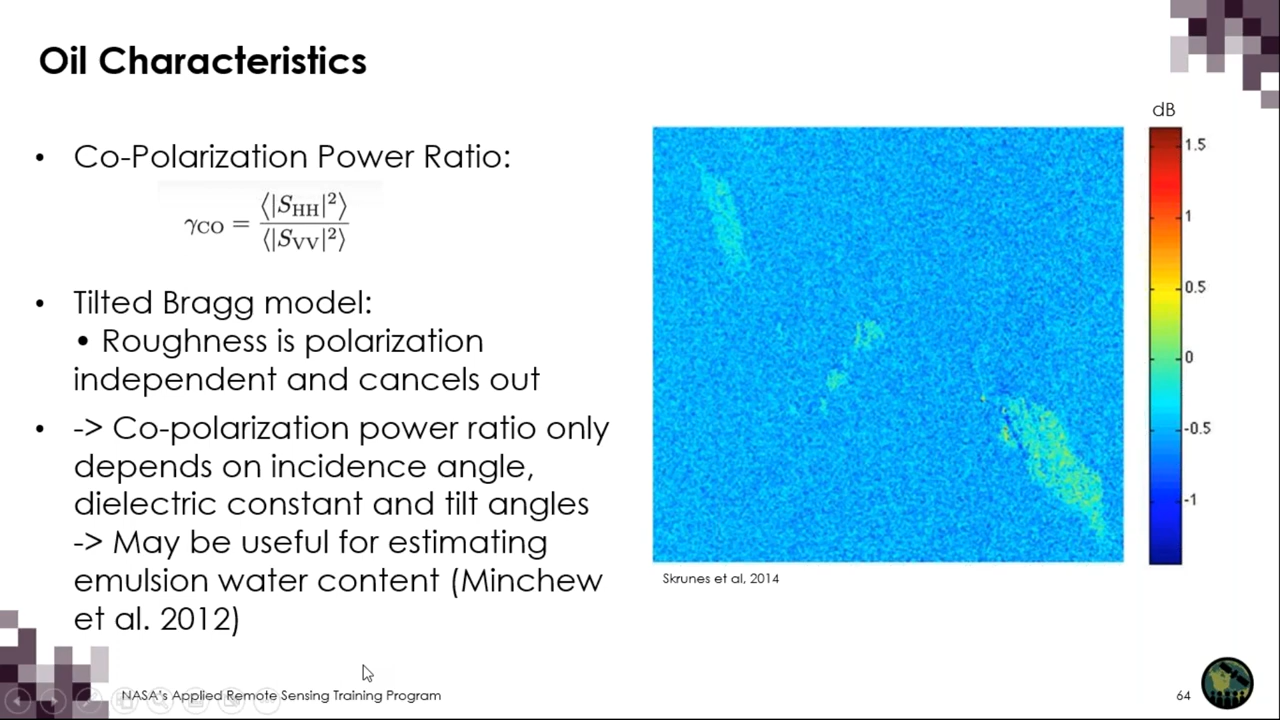 Oil Characteristics
• Co-Polarization Power Ratio:
γCO = ⟨|SHH|²⟩ / ⟨|SVV|²⟩
• Tilted Bragg model:
• Roughness is polarization
independent and cancels out
• -> Co-polarization power ratio only
depends on incidence angle,
dielectric constant and tilt angles
-> May be useful for estimating
emulsion water content (Minchew
et al. 2012)
dB
1.5
1
0.5
0
-0.5
-1
Skrunes et al, 2014
NASA's Applied Remote Sensing Training Program
64